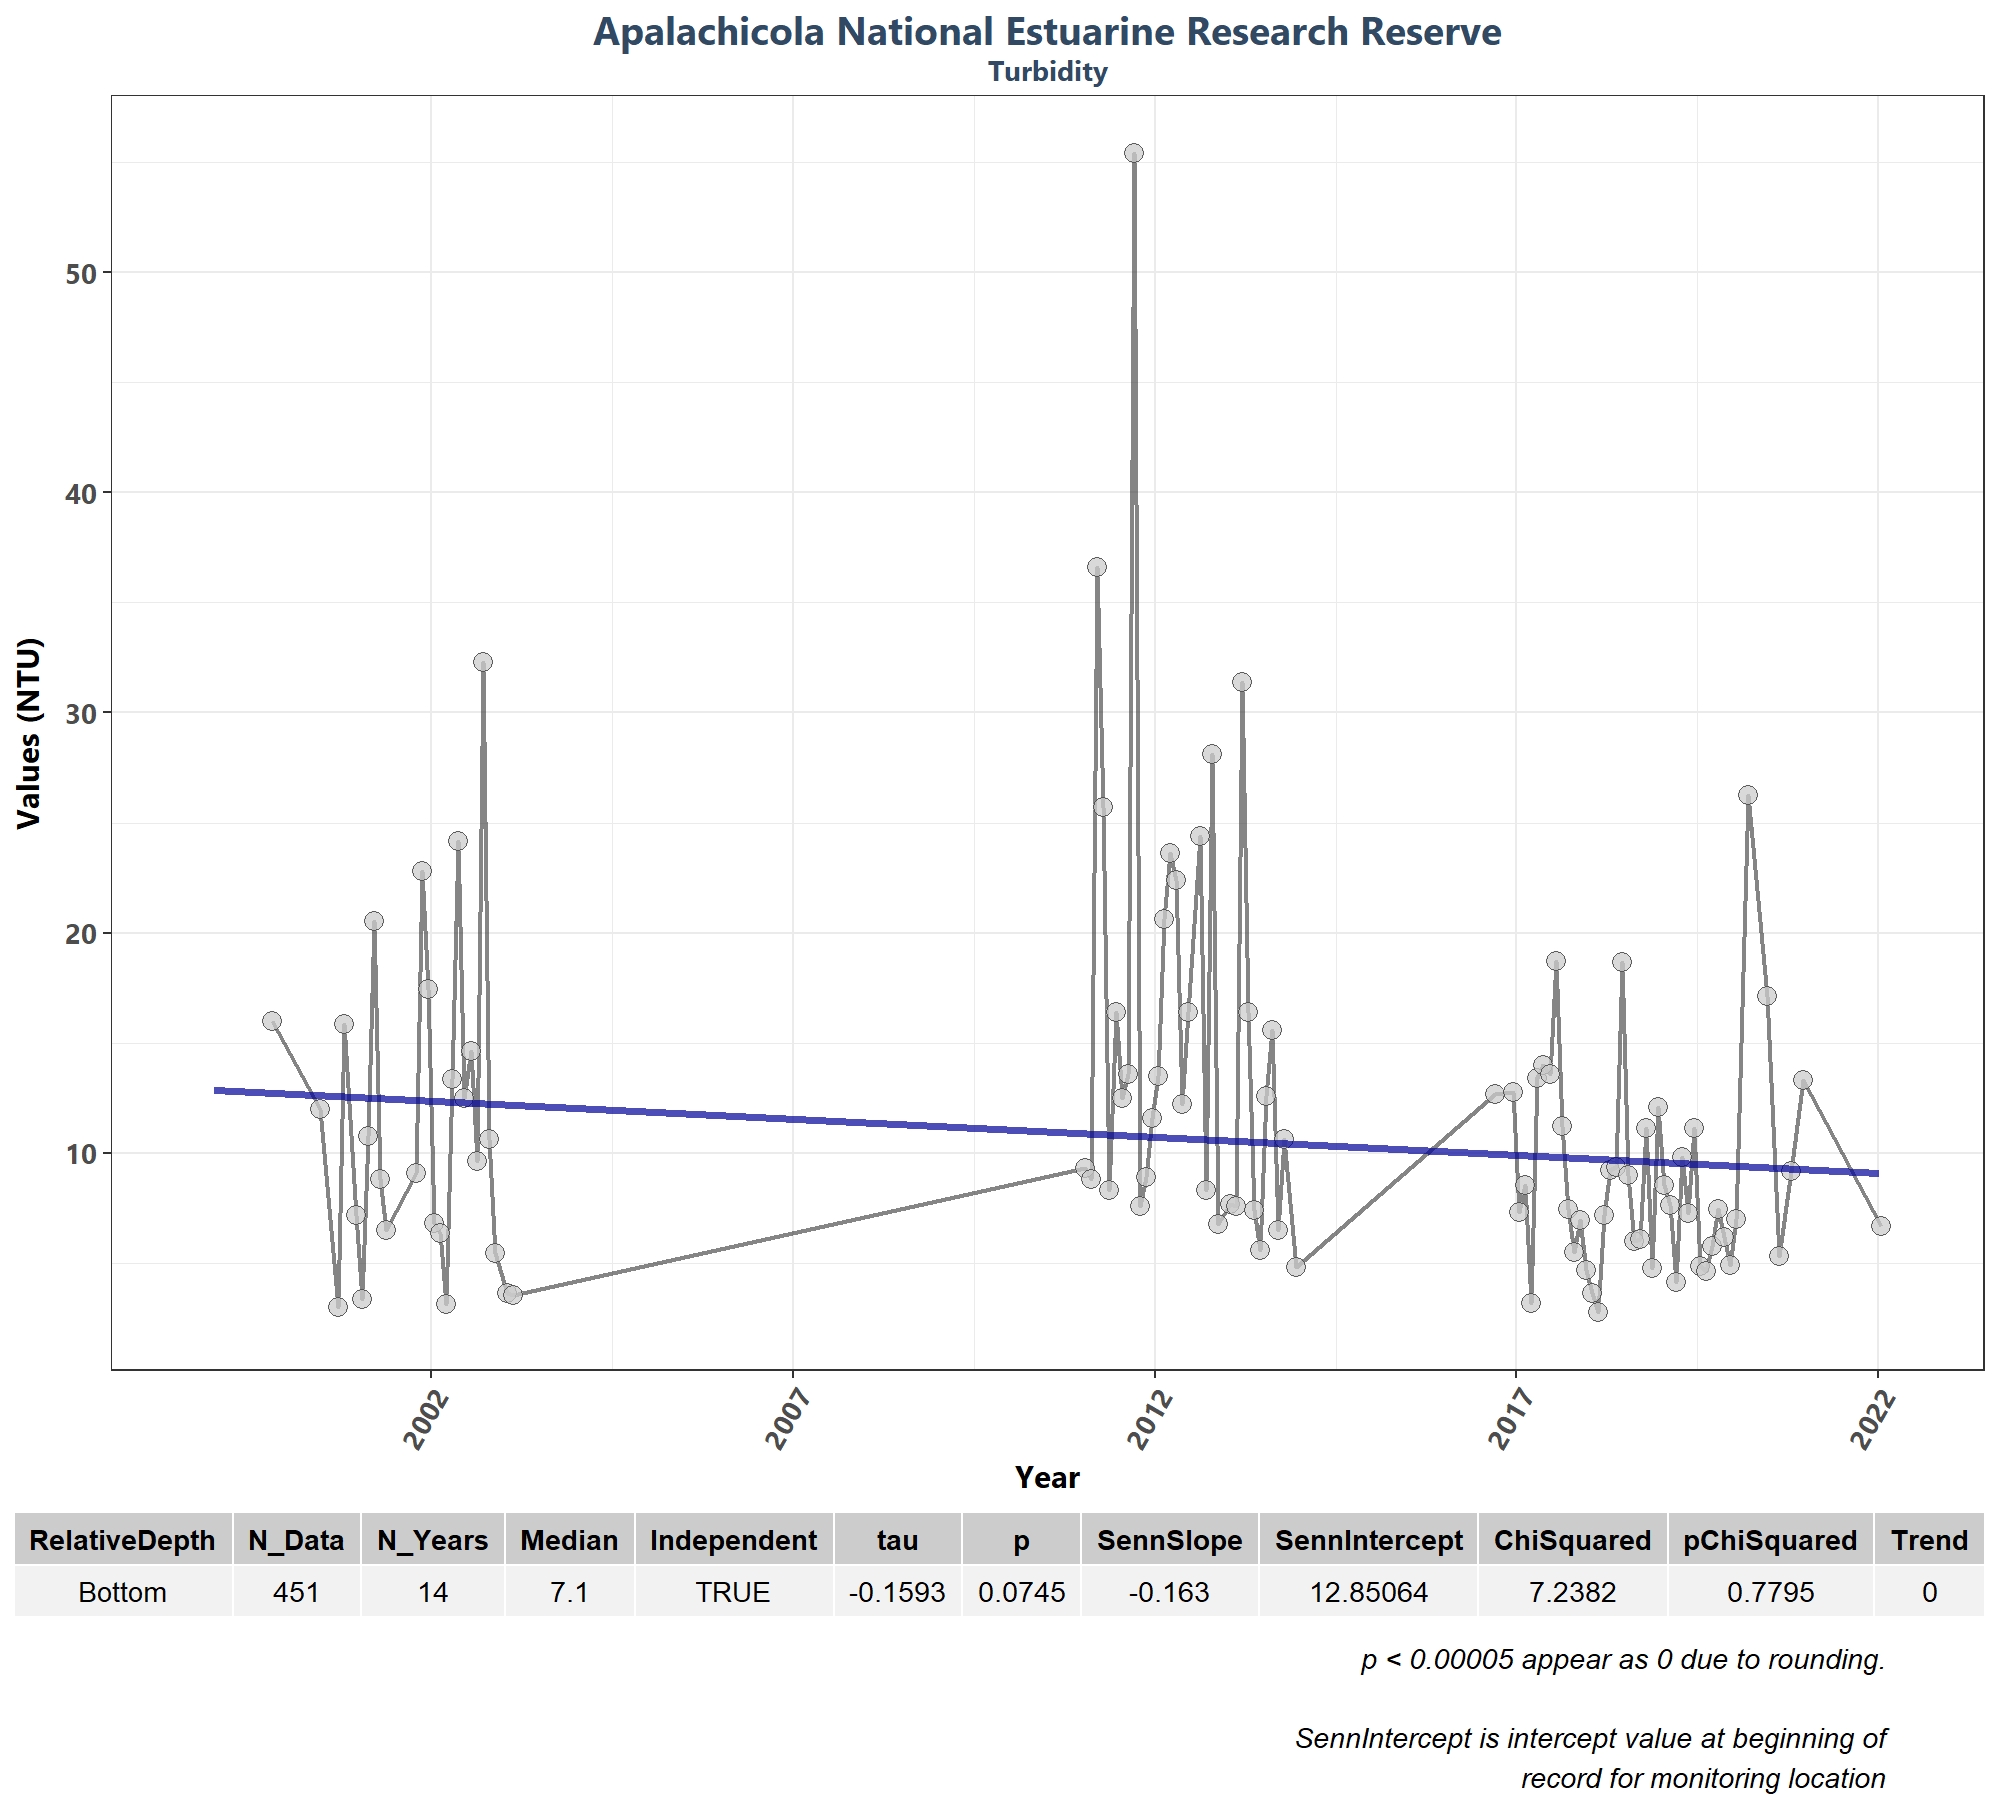 Apalachicola National Estuarine Research Reserve
Turbidity
Values (NTU)
50
40
30
20
10
2002 2007 2012 2017 2022
Year
RelativeDepth N_Data N_Years Median Independent tau p SennSlope SennIntercept ChiSquared pChiSquared Trend
Bottom 451 14 7.1 TRUE -0.1593 0.0745 -0.163 12.85064 7.2382 0.7795 0
p < 0.00005 appear as 0 due to rounding.
SennIntercept is intercept value at beginning of
record for monitoring location